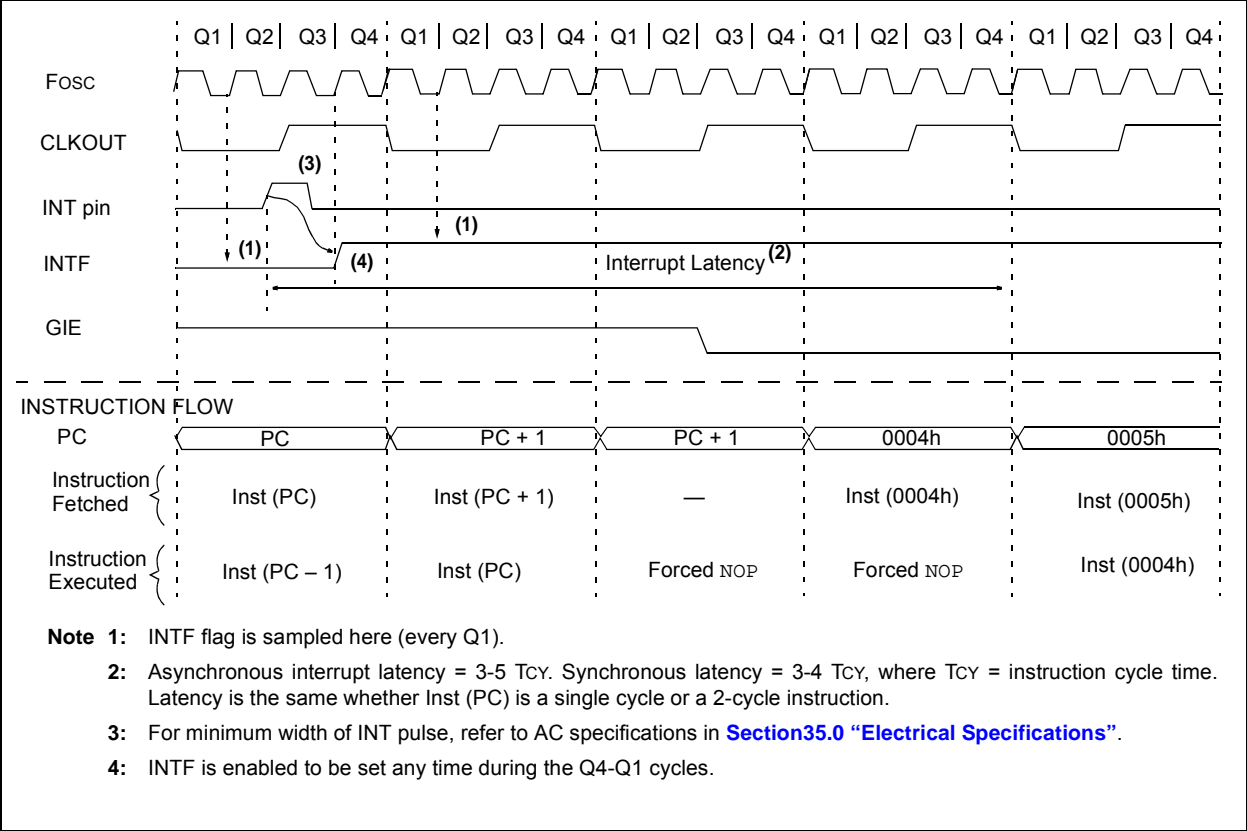 Q1 Q2 Q3 Q4 Q1 Q2 Q3 Q4 Q1 Q2 Q3 Q4 Q1 Q2 Q3 Q4 Q1 Q2 Q3 Q4
FOSC
CLKOUT
(3)
INT pin
(1)
(1)
INTF
(4)
Interrupt Latency(2)
GIE
INSTRUCTION FLOW
PC
PC
PC + 1
PC + 1
0004h
0005h
Instruction
Fetched
Inst (PC)
Inst (PC + 1)
—
Inst (0004h)
Inst (0005h)
Instruction
Executed
Inst (PC – 1)
Inst (PC)
Forced NOP
Forced NOP
Inst (0004h)
Note 1: INTF flag is sampled here (every Q1).
2: Asynchronous interrupt latency = 3-5 TCY. Synchronous latency = 3-4 TCY, where TCY = instruction cycle time.
Latency is the same whether Inst (PC) is a single cycle or a 2-cycle instruction.
3: For minimum width of INT pulse, refer to AC specifications in Section35.0 “Electrical Specifications”.
4: INTF is enabled to be set any time during the Q4-Q1 cycles.